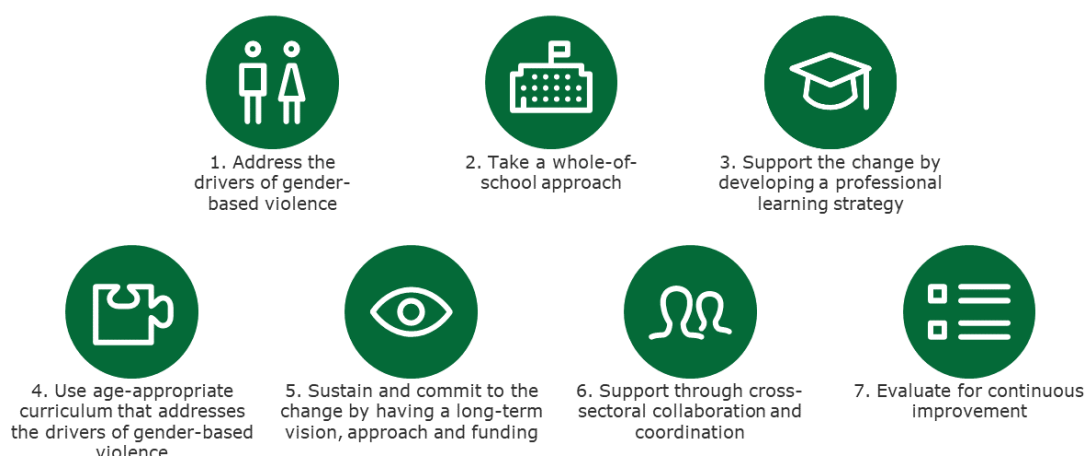 1. Address the
drivers of gender-
based violence
2. Take a whole-of-
school approach
3. Support the change by
developing a professional
learning strategy
4. Use age-appropriate
curriculum that addresses
the drivers of gender-based
violence
5. Sustain and commit to the
change by having a long-term
vision, approach and funding
6. Support through cross-
sectoral collaboration and
coordination
7. Evaluate for continuous
improvement